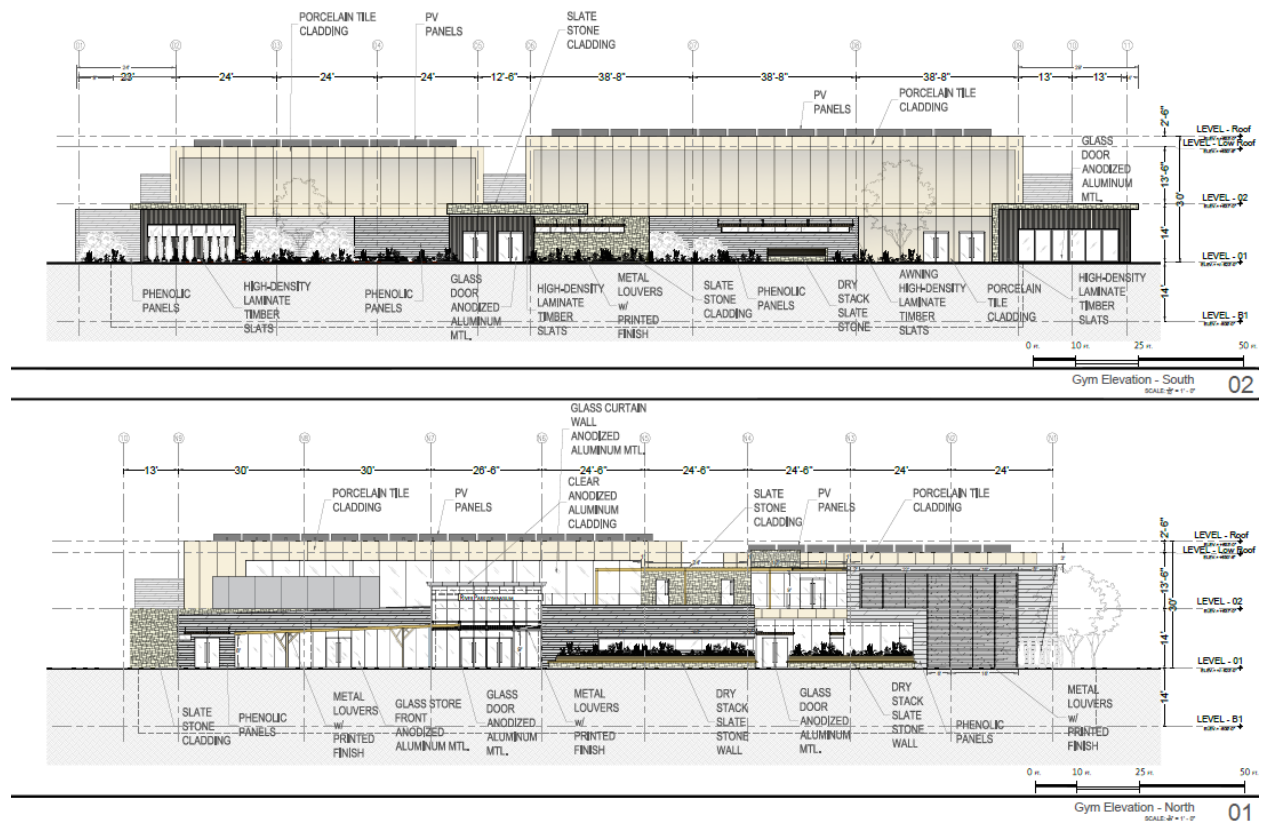 PORCELAIN TILE
CLADDING
PV
PANELS
SLATE
STONE
CLADDING
23'
24'
24'
24'
12'-6"
38'-8"
38'-8"
38'-8"
13'
13'
PV
PANELS
PORCELAIN TILE
CLADDING
GLASS
DOOR
ANODIZED
ALUMINUM
MTL.
2'-6"
13'-6"
30'
14'
14'
LEVEL - Roof
LEVEL - Low Roof
LEVEL - 02
LEVEL - 01
LEVEL - B1
PHENOLIC
PANELS
HIGH-DENSITY
LAMINATE
TIMBER
SLATS
PHENOLIC
PANELS
GLASS
DOOR
ANODIZED
ALUMINUM
MTL.
HIGH-DENSITY
LAMINATE
TIMBER
SLATS
METAL
LOUVERS
w/
PRINTED
FINISH
SLATE
STONE
CLADDING
PHENOLIC
PANELS
DRY
STACK
SLATE
STONE
AWNING
HIGH-DENSITY
LAMINATE
TIMBER
SLATS
PORCELAIN
TILE
CLADDING
HIGH-DENSITY
LAMINATE
TIMBER
SLATS
0 FT.
10 FT.
25 FT.
50 FT.
Gym Elevation - South
02
GLASS CURTAIN
WALL
ANODIZED
ALUMINUM MTL.
CLEAR
ANODIZED
ALUMINUM
CLADDING
13'
30'
30'
26'-6"
24'-6"
24'-6"
24'-6"
24'
24'
PORCELAIN TILE
CLADDING
PV
PANELS
SLATE
STONE
CLADDING
PV
PANELS
PORCELAIN TILE
CLADDING
2'-6"
13'-6"
30'
14'
14'
LEVEL - Roof
LEVEL - Low Roof
LEVEL - 02
LEVEL - 01
LEVEL - B1
SLATE
STONE
CLADDING
PHENOLIC
PANELS
METAL
LOUVERS
w/
PRINTED
FINISH
GLASS STORE
FRONT
ANODIZED
ALUMINUM MTL.
GLASS
DOOR
ANODIZED
ALUMINUM
MTL.
METAL
LOUVERS
w/
PRINTED
FINISH
DRY
STACK
SLATE
STONE
WALL
GLASS
DOOR
ANODIZED
ALUMINUM
MTL.
DRY
STACK
SLATE
STONE
WALL
PHENOLIC
PANELS
METAL
LOUVERS
w/
PRINTED
FINISH
0 FT.
10 FT.
25 FT.
50 FT.
Gym Elevation - North
01